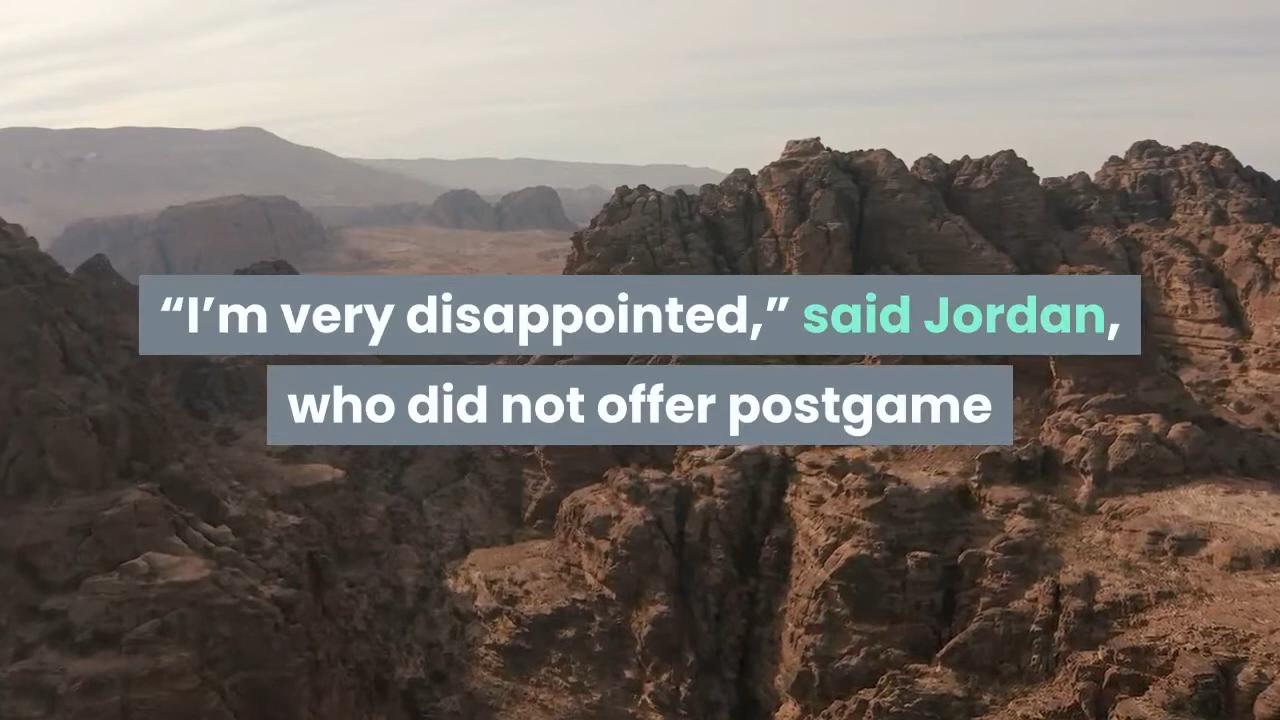 “I’m very disappointed,” said Jordan,
who did not offer postgame